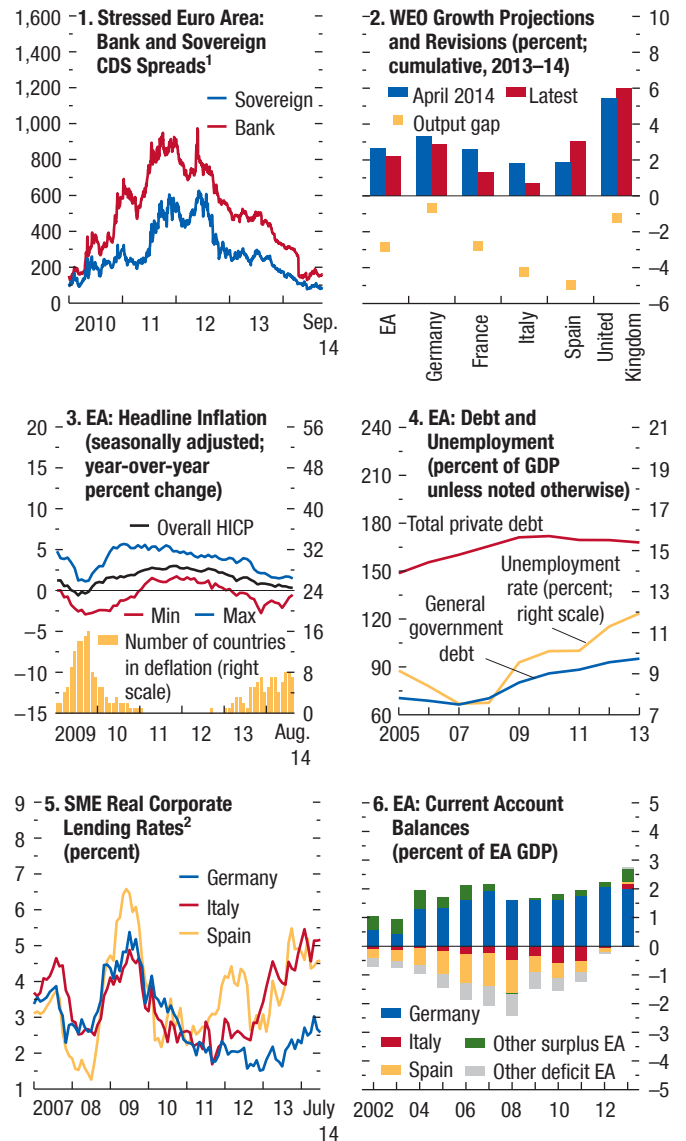 1. Stressed Euro Area:
Bank and Sovereign
CDS Spreads1
1,600
1,400
1,200
1,000
800
600
400
200
0
Sovereign
Bank
2010
11
12
13
Sep.
14
2. WEO Growth Projections
and Revisions (percent;
cumulative, 2013–14)
April 2014
Latest
Output gap
10
8
6
4
2
0
–2
–4
–6
EA
Germany
France
Italy
Spain
United
Kingdom
3. EA: Headline Inflation
(seasonally adjusted;
year-over-year
percent change)
20
15
10
5
0
–5
–10
–15
56
48
40
32
24
16
8
0
Overall HICP
Min
Max
Number of countries
in deflation (right
scale)
2009
10
11
12
13
Aug.
14
4. EA: Debt and
Unemployment
(percent of GDP
unless noted otherwise)
240
210
180
150
120
90
60
21
19
18
16
15
13
12
10
9
7
Total private debt
Unemployment
rate (percent;
right scale)
General
government
debt
2005
07
09
11
13
5. SME Real Corporate
Lending Rates2
(percent)
9
8
7
6
5
4
3
2
1
Germany
Italy
Spain
2007
08
09
10
11
12
13
July
14
6. EA: Current Account
Balances
(percent of EA GDP)
5
4
3
2
1
0
–1
–2
–3
–4
–5
Germany
Italy
Spain
Other surplus EA
Other deficit EA
2002
04
06
08
10
12